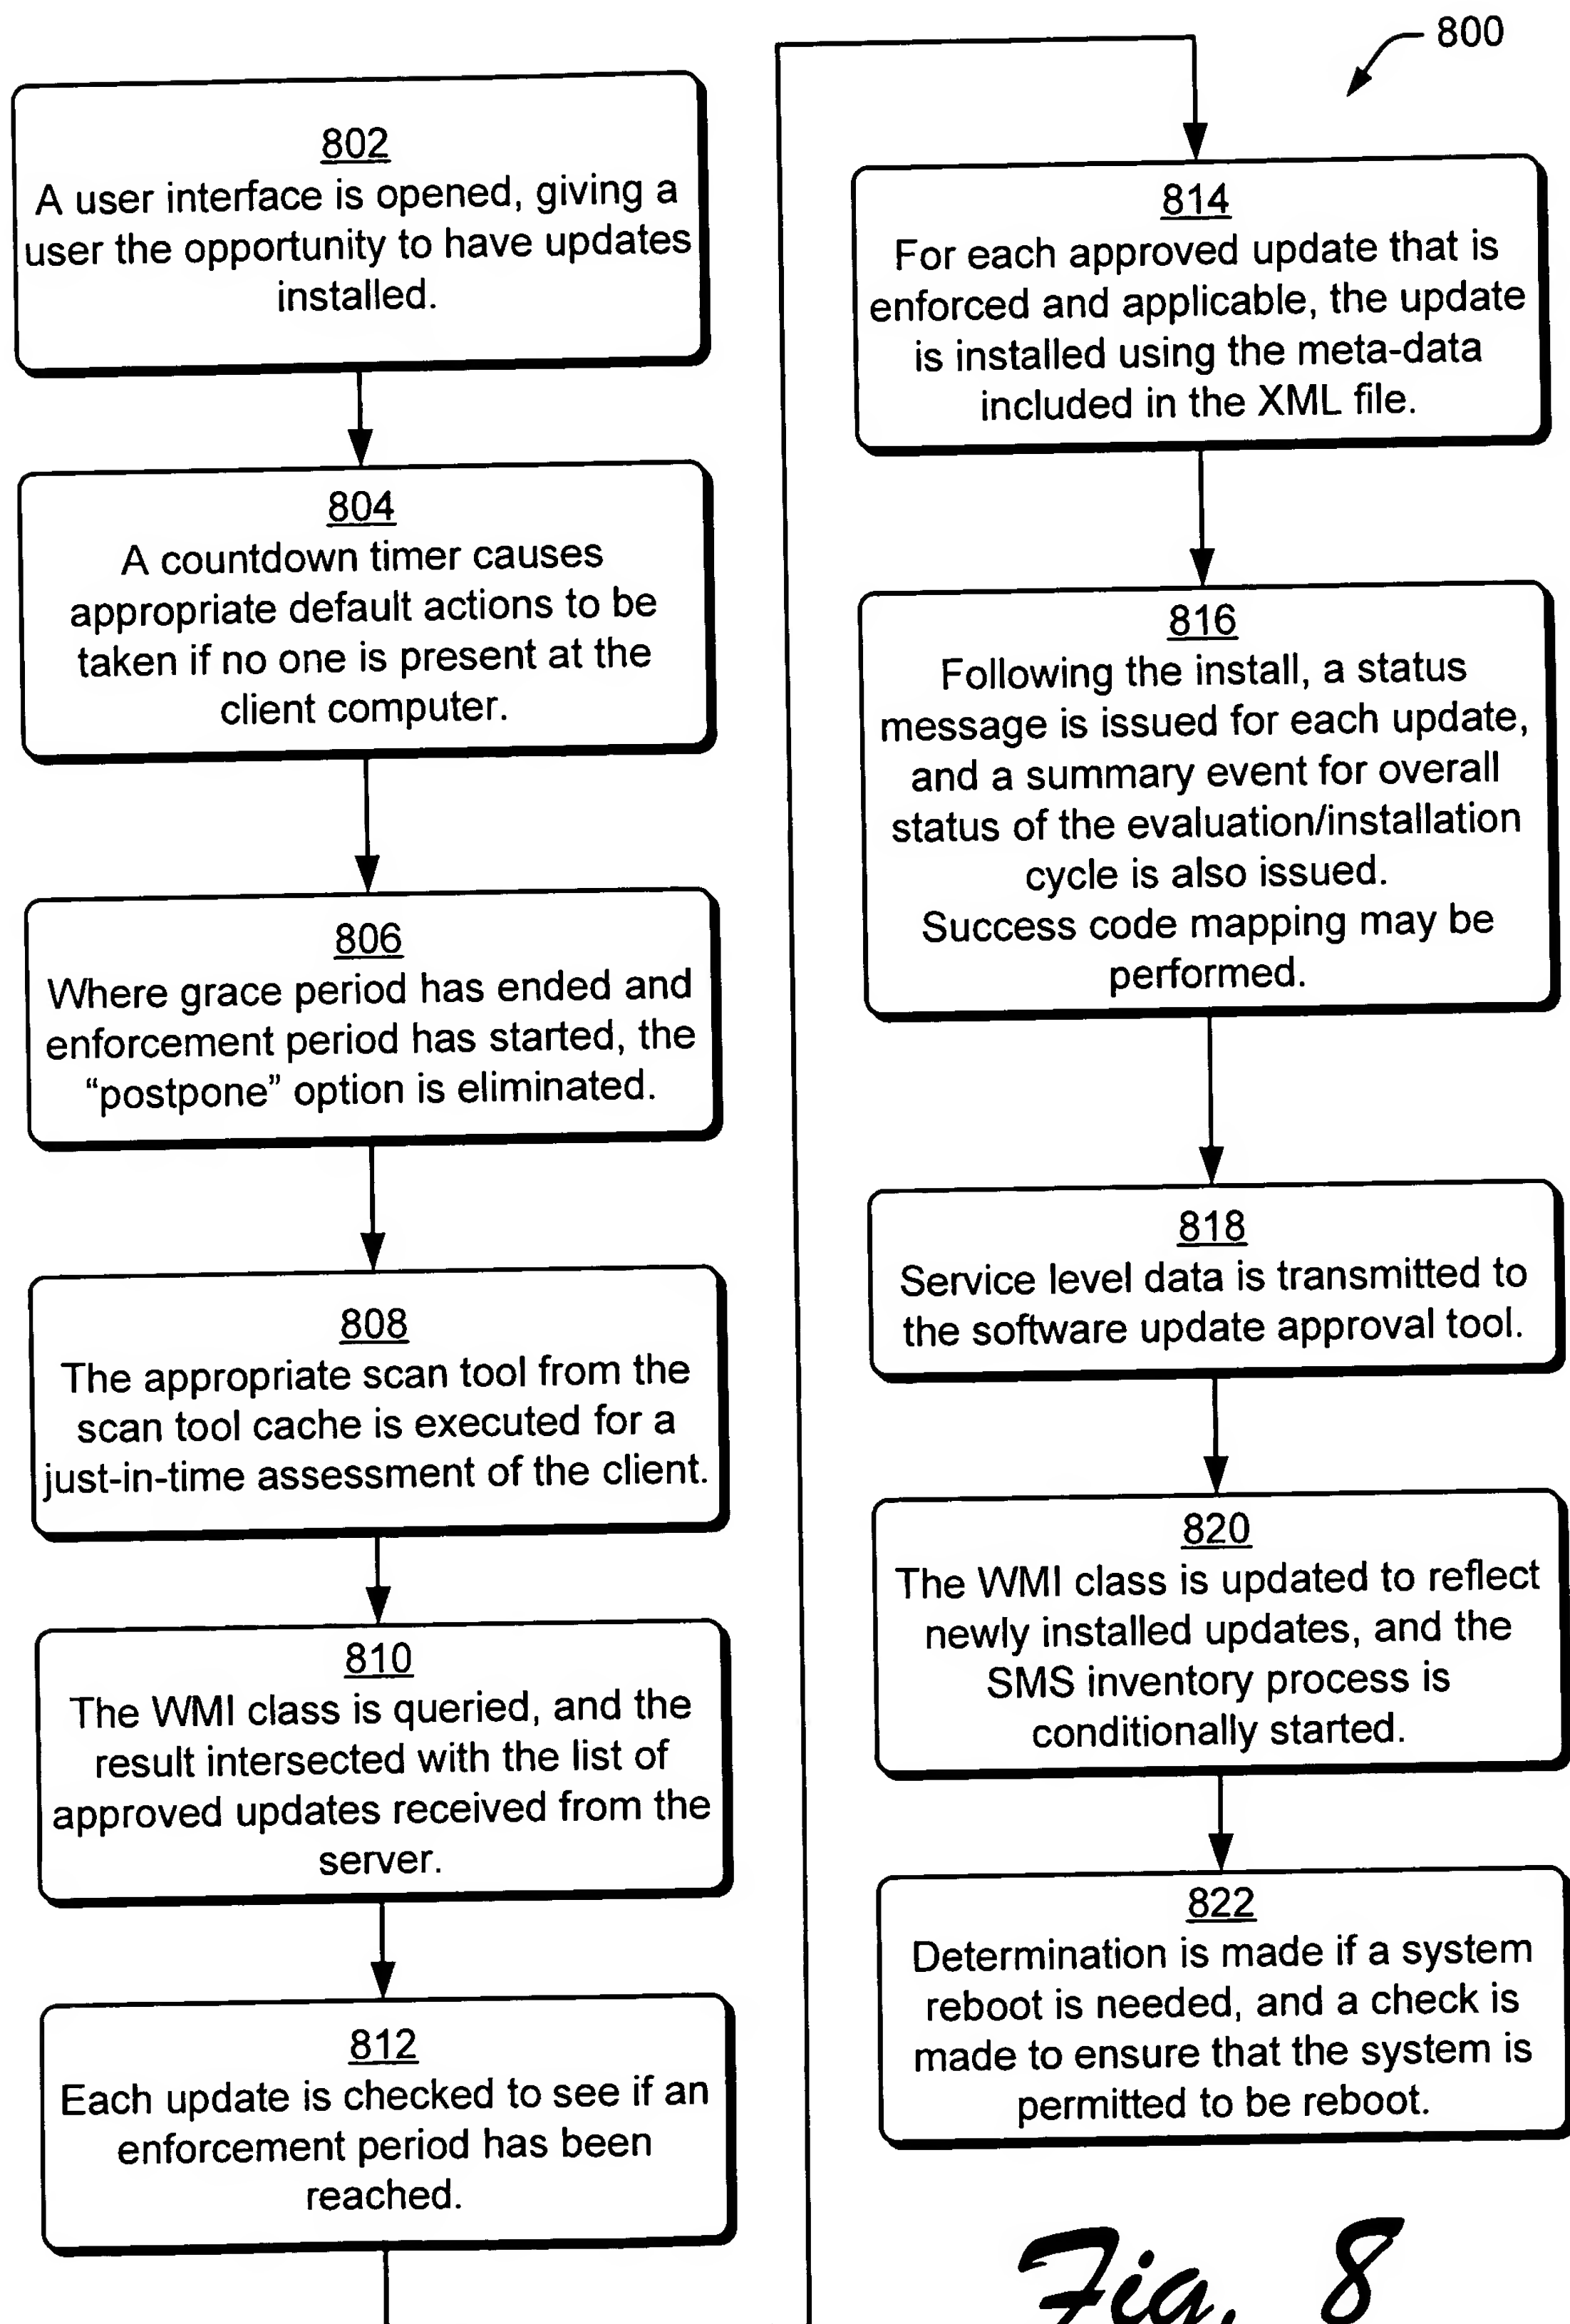 800
802
A user interface is opened, giving a
user the opportunity to have updates
installed.
804
A countdown timer causes
appropriate default actions to be
taken if no one is present at the
client computer.
806
Where grace period has ended and
enforcement period has started, the
“postpone” option is eliminated.
808
The appropriate scan tool from the
scan tool cache is executed for a
just-in-time assessment of the client.
810
The WMI class is queried, and the
result intersected with the list of
approved updates received from the
server.
812
Each update is checked to see if an
enforcement period has been
reached.
814
For each approved update that is
enforced and applicable, the update
is installed using the meta-data
included in the XML file.
816
Following the install, a status
message is issued for each update,
and a summary event for overall
status of the evaluation/installation
cycle is also issued.
Success code mapping may be
performed.
818
Service level data is transmitted to
the software update approval tool.
820
The WMI class is updated to reflect
newly installed updates, and the
SMS inventory process is
conditionally started.
822
Determination is made if a system
reboot is needed, and a check is
made to ensure that the system is
permitted to be reboot.
Fig. 8